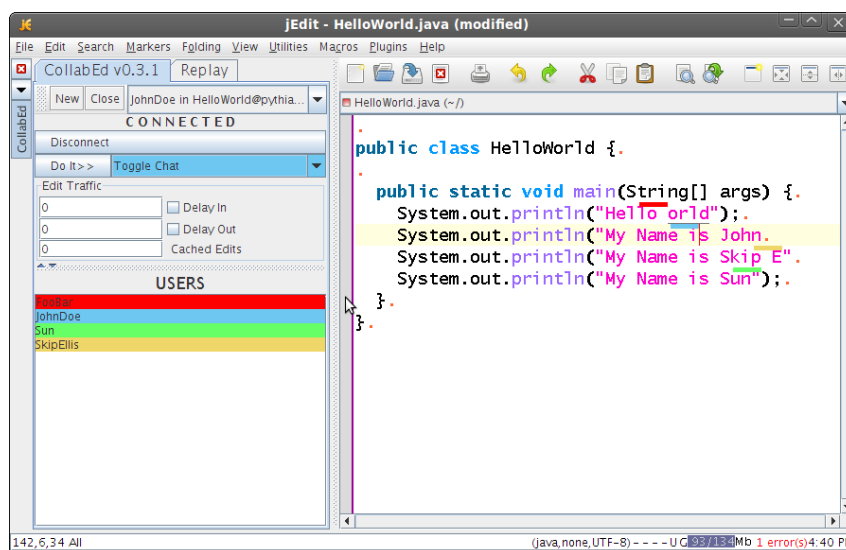 jEdit - HelloWorld.java (modified)
File Edit Search Markers Folding View Utilities Macros Plugins Help
CollabEd v0.3.1 Replay
New Close JohnDoe in HelloWorld@pythia...
HelloWorld.java (~/)
CollabEd
CONNECTED
Disconnect
Do It>> Toggle Chat
Edit Traffic
0 Delay In
0 Delay Out
0 Cached Edits
USERS
FooBar
JohnDoe
Sun
SkipEllis
.
public class HelloWorld {.
.
public static void main(String[] args) {.
System.out.println("Hello orld");.
System.out.println("My Name is John.
System.out.println("My Name is Skip E".
System.out.println("My Name is Sun");.
}.
}.
142,6,34 All (java,none,UTF-8) - - - - U G 93/134Mb 1 error(s)4:40 P